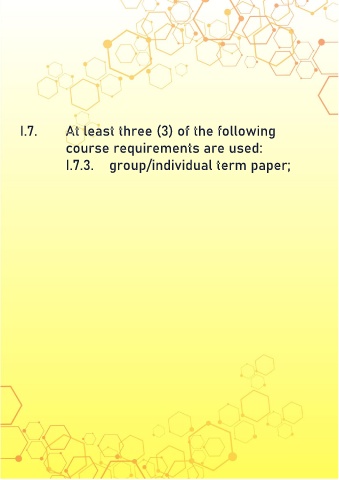 I.7. At least three (3) of the following
course requirements are used:
I.7.3. group/individual term paper;